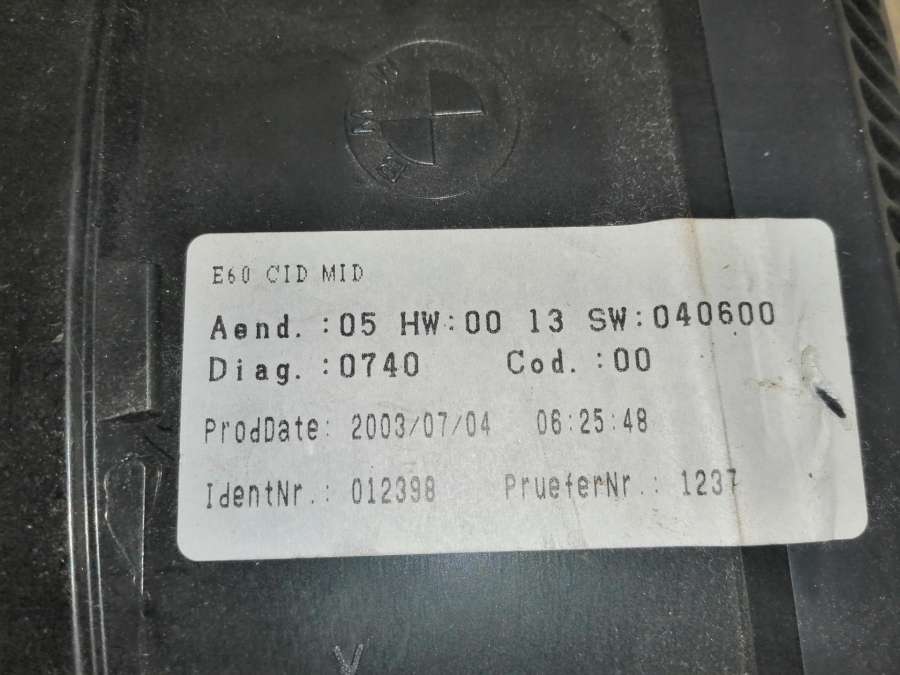 BMW
E60 CID MID
Aend.:05 HW:00 13 SW:040600
Diag.:0740 Cod.:00
ProdDate: 2003/07/04 06:25:48
IdentNr.: 012398 PrueferNr.: 1237